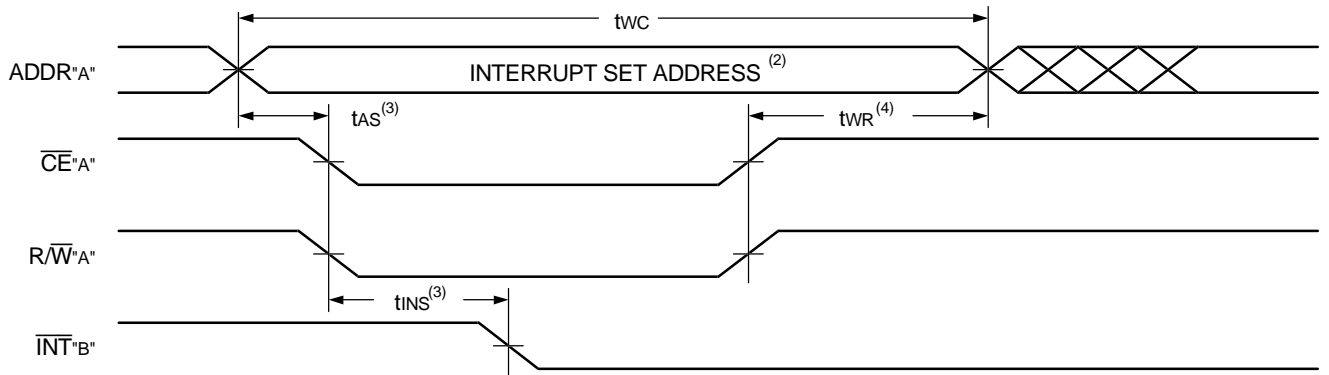 tWC
ADDR"A" INTERRUPT SET ADDRESS (2)
tAS(3) tWR(4)
CE"A"
R/W"A"
tINS(3)
INT"B"